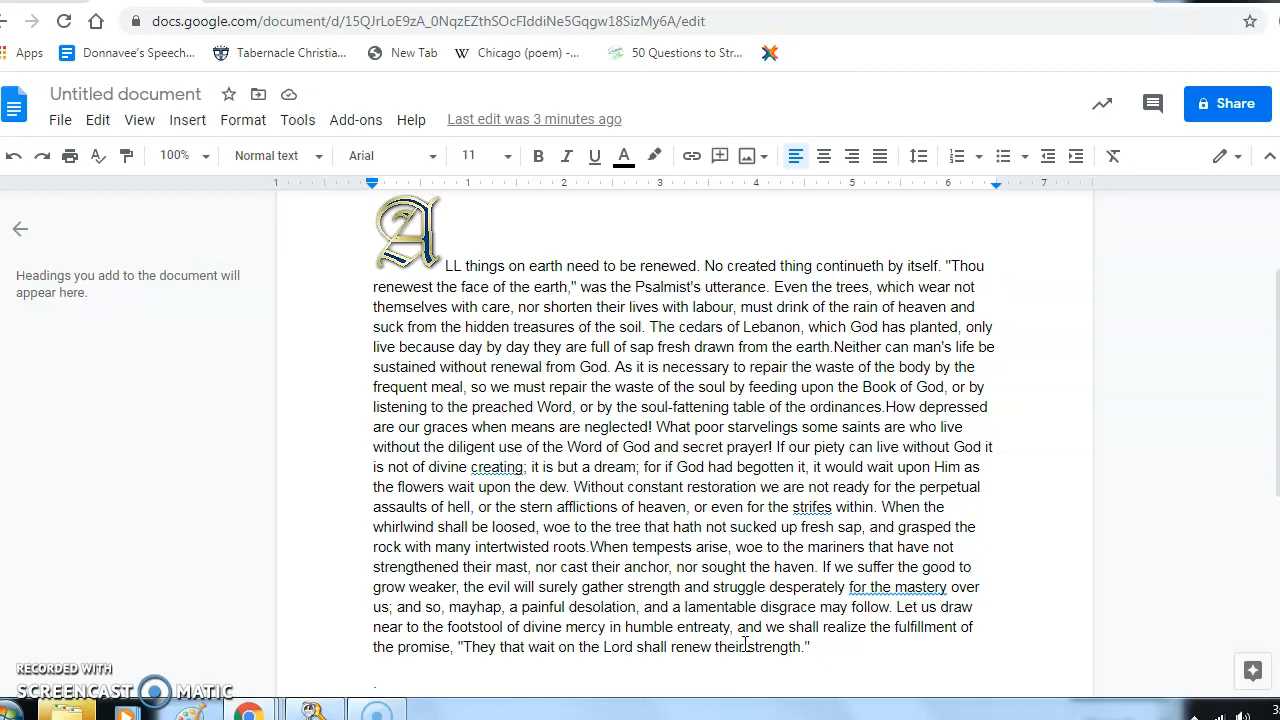 docs.google.com/document/d/15QJrLoE9zA_0NqzEZthSOcFIddiNe5Gqgw18SizMy6A/edit
Apps Donnavee's Speech... Tabernacle Christia... New Tab Chicago (poem) -... 50 Questions to Str...
Untitled document
File Edit View Insert Format Tools Add-ons Help Last edit was 3 minutes ago
Share
100% Normal text Arial 11 B I U A
1 1 2 3 4 5 6 7
Headings you add to the document will
appear here.
A LL things on earth need to be renewed. No created thing continueth by itself. "Thou
renewest the face of the earth," was the Psalmist's utterance. Even the trees, which wear not
themselves with care, nor shorten their lives with labour, must drink of the rain of heaven and
suck from the hidden treasures of the soil. The cedars of Lebanon, which God has planted, only
live because day by day they are full of sap fresh drawn from the earth.Neither can man's life be
sustained without renewal from God. As it is necessary to repair the waste of the body by the
frequent meal, so we must repair the waste of the soul by feeding upon the Book of God, or by
listening to the preached Word, or by the soul-fattening table of the ordinances.How depressed
are our graces when means are neglected! What poor starvelings some saints are who live
without the diligent use of the Word of God and secret prayer! If our piety can live without God it
is not of divine creating; it is but a dream; for if God had begotten it, it would wait upon Him as
the flowers wait upon the dew. Without constant restoration we are not ready for the perpetual
assaults of hell, or the stern afflictions of heaven, or even for the strifes within. When the
whirlwind shall be loosed, woe to the tree that hath not sucked up fresh sap, and grasped the
rock with many intertwisted roots.When tempests arise, woe to the mariners that have not
strengthened their mast, nor cast their anchor, nor sought the haven. If we suffer the good to
grow weaker, the evil will surely gather strength and struggle desperately for the mastery over
us; and so, mayhap, a painful desolation, and a lamentable disgrace may follow. Let us draw
near to the footstool of divine mercy in humble entreaty, and we shall realize the fulfillment of
the promise, "They that wait on the Lord shall renew their strength."
.
RECORDED WITH
SCREENCAST MATIC